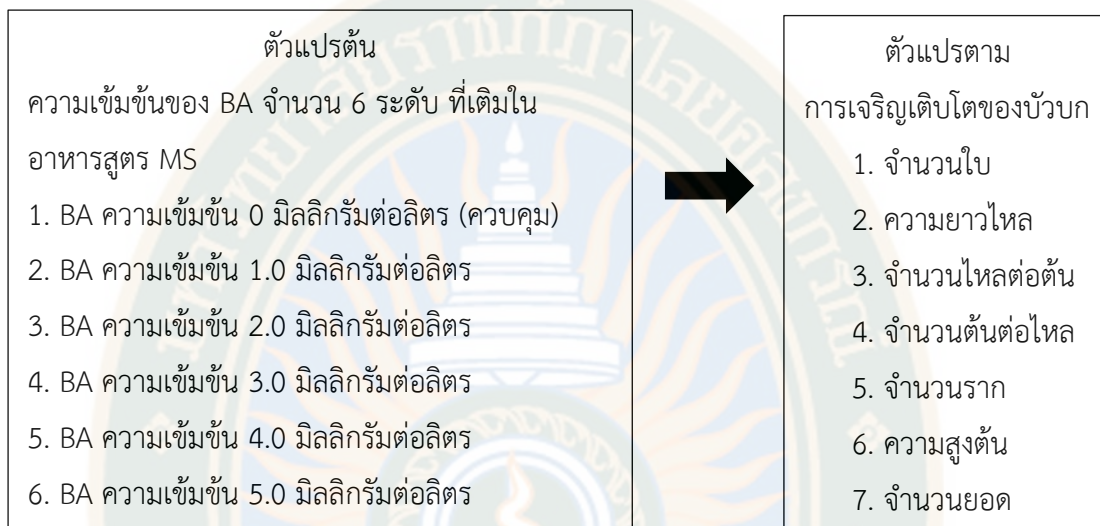 ตัวแปรต้น
ความเข้มข้นของ BA จำนวน 6 ระดับ ที่เติมใน
อาหารสูตร MS
1. BA ความเข้มข้น 0 มิลลิกรัมต่อลิตร (ควบคุม)
2. BA ความเข้มข้น 1.0 มิลลิกรัมต่อลิตร
3. BA ความเข้มข้น 2.0 มิลลิกรัมต่อลิตร
4. BA ความเข้มข้น 3.0 มิลลิกรัมต่อลิตร
5. BA ความเข้มข้น 4.0 มิลลิกรัมต่อลิตร
6. BA ความเข้มข้น 5.0 มิลลิกรัมต่อลิตร
ตัวแปรตาม
การเจริญเติบโตของบัวบก
1. จำนวนใบ
2. ความยาวไหล
3. จำนวนไหลต่อต้น
4. จำนวนต้นต่อไหล
5. จำนวนราก
6. ความสูงต้น
7. จำนวนยอด